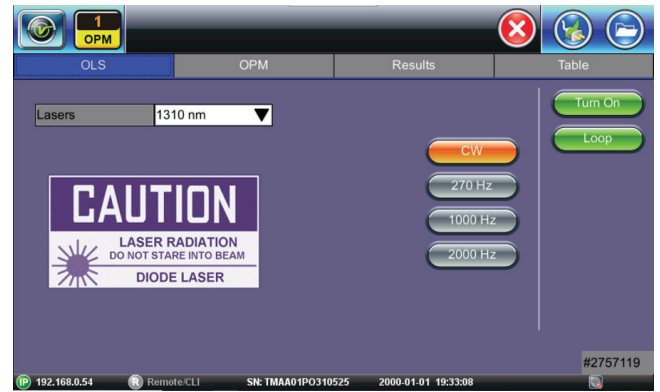 1
OPM
OLS OPM Results Table
Lasers 1310 nm
Turn On
Loop
CW
270 Hz
1000 Hz
2000 Hz
CAUTION
LASER RADIATION
DO NOT STARE INTO BEAM
DIODE LASER
#2757119
IP 192.168.0.54 R Remote/CLI SN: TMAA01PO310525 2000-01-01 19:33:08